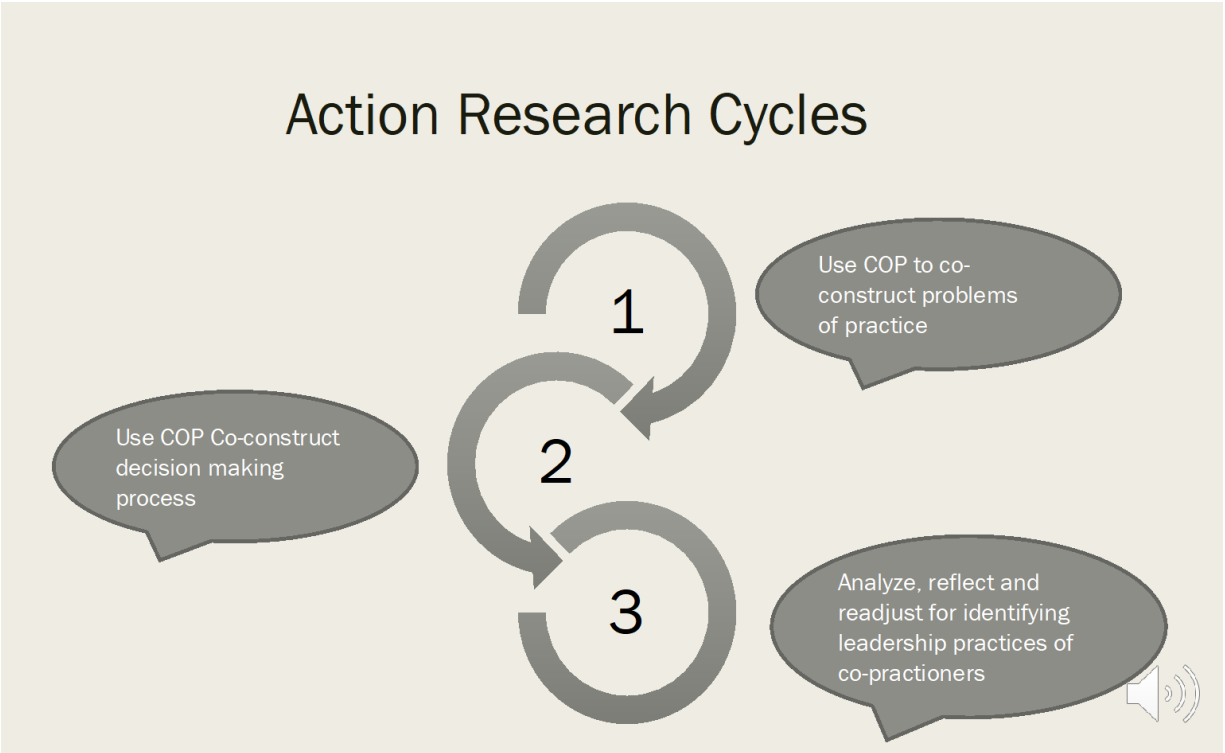 Action Research Cycles
1
Use COP to co-
construct problems
of practice
2
Use COP Co-construct
decision making
process
3
Analyze, reflect and
readjust for identifying
leadership practices of
co-practioners